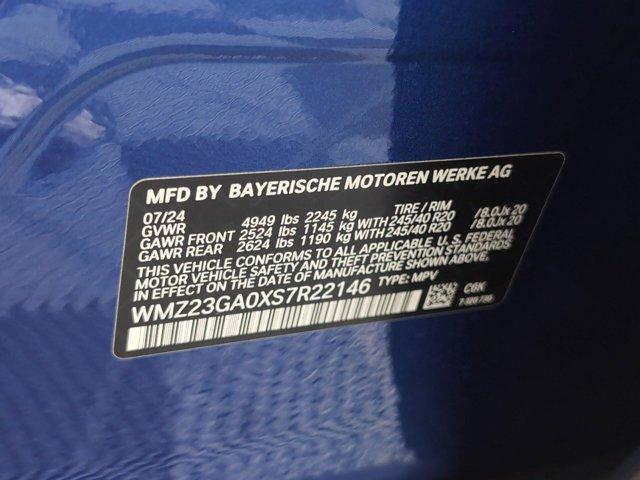 MFD BY BAYERISCHE MOTOREN WERKE AG
07/24 TIRE / RIM
GVWR 4949 lbs 2245 kg
GAWR FRONT 2524 lbs 1145 kg WITH 245/40 R20 /8.0Jx20
GAWR REAR 2624 lbs 1190 kg WITH 245/40 R20 /8.0Jx20
THIS VEHICLE CONFORMS TO ALL APPLICABLE U.S. FEDERAL
MOTOR VEHICLE SAFETY AND THEFT PREVENTION STANDARDS
IN EFFECT ON THE DATE OF MANUFACTURE SHOWN ABOVE.
WMZ23GA0XS7R22146 TYPE: MPV
C6K